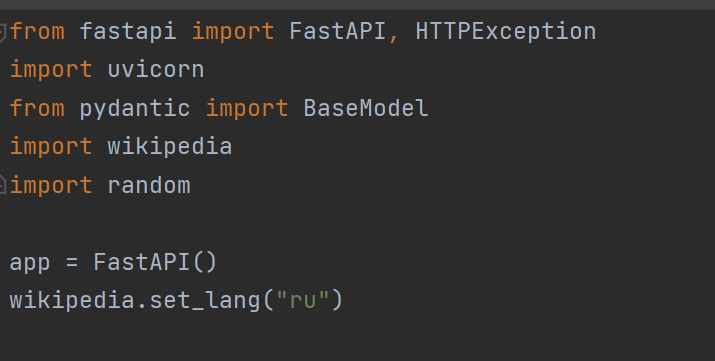 from fastapi import FastAPI, HTTPException
import uvicorn
from pydantic import BaseModel
import wikipedia
import random
app = FastAPI()
wikipedia.set_lang("ru")